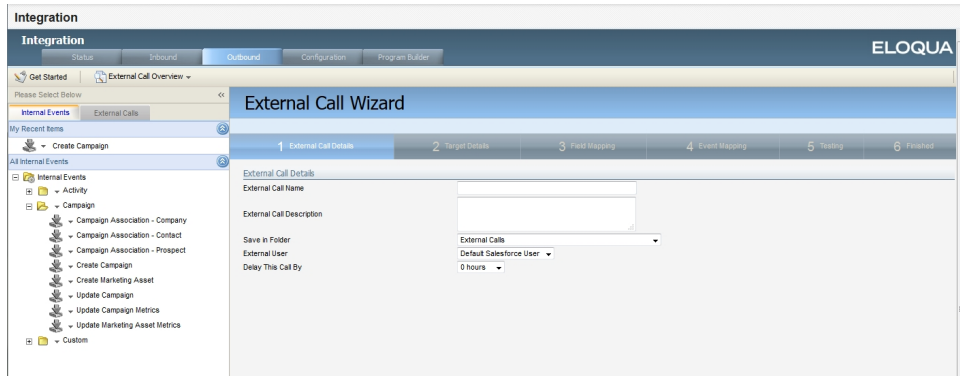 Integration
Integration
ELOQUA
Status Inbound Outbound Configuration Program Builder
Get Started External Call Overview
Please Select Below <<
Internal Events External Calls
My Recent Items
Create Campaign
All Internal Events
Internal Events
Activity
Campaign
Campaign Association - Company
Campaign Association - Contact
Campaign Association - Prospect
Create Campaign
Create Marketing Asset
Update Campaign
Update Campaign Metrics
Update Marketing Asset Metrics
Custom
External Call Wizard
1 External Call Details 2 Target Details 3 Field Mapping 4 Event Mapping 5 Testing 6 Finished
External Call Details
External Call Name
External Call Description
Save in Folder External Calls
External User Default Salesforce User
Delay This Call By 0 hours